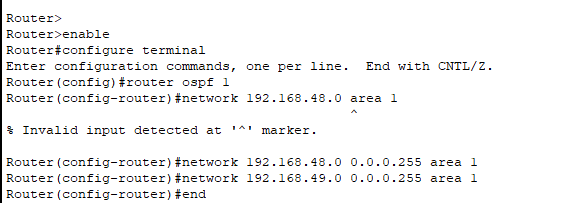 Router>
Router>enable
Router#configure terminal
Enter configuration commands, one per line.  End with CNTL/Z.
Router(config)#router ospf 1
Router(config-router)#network 192.168.48.0 area 1
                                           ^
% Invalid input detected at '^' marker.
Router(config-router)#network 192.168.48.0 0.0.0.255 area 1
Router(config-router)#network 192.168.49.0 0.0.0.255 area 1
Router(config-router)#end